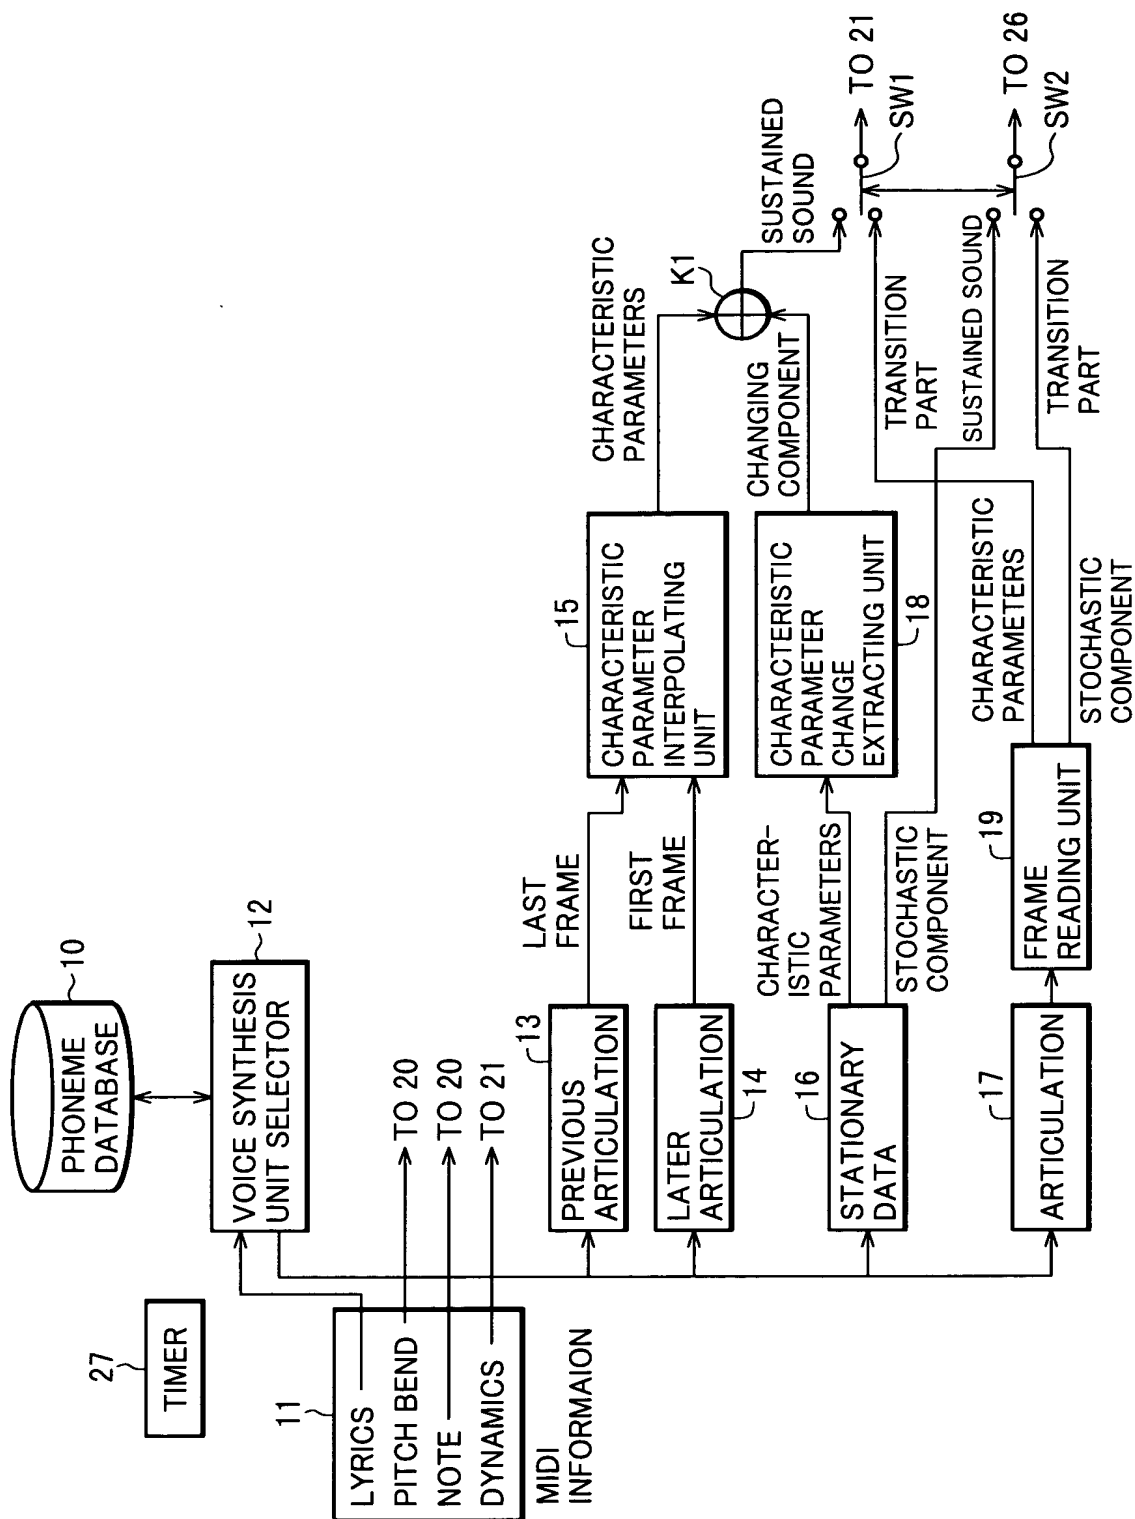 10
PHONEME
DATABASE
12
VOICE SYNTHESIS
UNIT SELECTOR
27
TIMER
11
LYRICS
PITCH BEND
NOTE
DYNAMICS
MIDI
INFORMAION
TO 20
TO 20
TO 21
13
PREVIOUS
ARTICULATION
LATER
ARTICULATION
14
16
STATIONARY
DATA
17
ARTICULATION
LAST
FRAME
FIRST
FRAME
CHARACTER-
ISTIC
PARAMETERS
STOCHASTIC
COMPONENT
19
FRAME
READING UNIT
15
CHARACTERISTIC
PARAMETER
INTERPOLATING
UNIT
CHARACTERISTIC
PARAMETER
CHANGE
EXTRACTING UNIT
18
CHARACTERISTIC
PARAMETERS
STOCHASTIC
COMPONENT
CHARACTERISTIC
PARAMETERS
K1
CHANGING
COMPONENT
SUSTAINED
SOUND
TRANSITION
PART
SUSTAINED SOUND
TRANSITION
PART
TO 21
SW1
TO 26
SW2